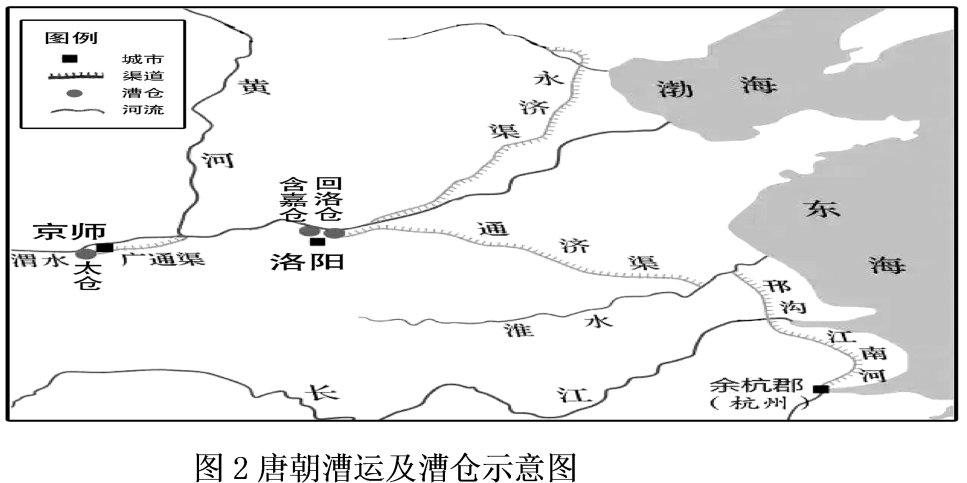 图例
城市
渠道
漕仓
河流
黄
河
永
济
渠
渤海
含嘉仓
回洛仓
京师
渭水
太仓
广通渠
洛阳
通济渠
东
海
邗沟
淮水
长江
江
南
河
余杭郡
(杭州)
图2唐朝漕运及漕仓示意图